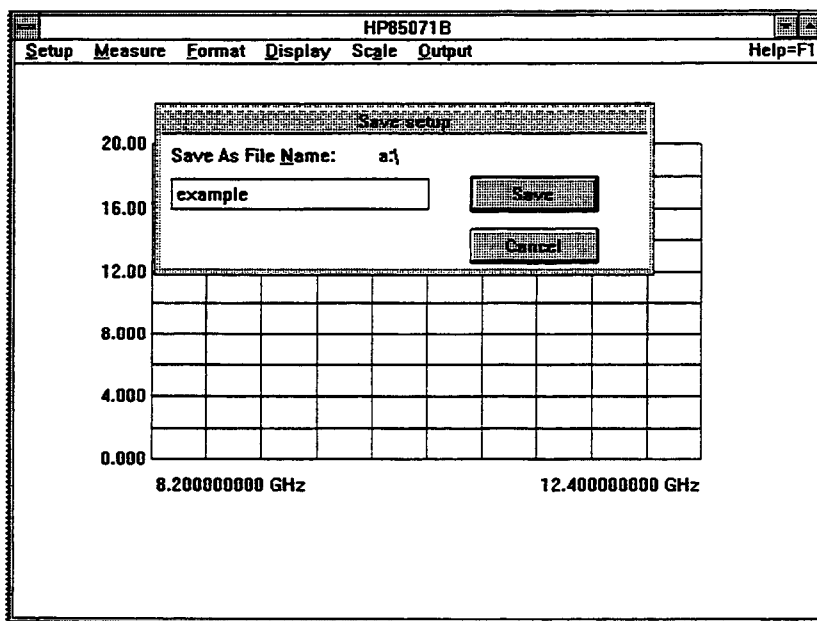 HP85071B
Setup Measure Format Display Scale Output Help=F1
Save setup
20.00
Save As File Name: a:\
example
Save
16.00
Cancel
12.00
8.000
4.000
0.000
8.200000000 GHz 12.400000000 GHz